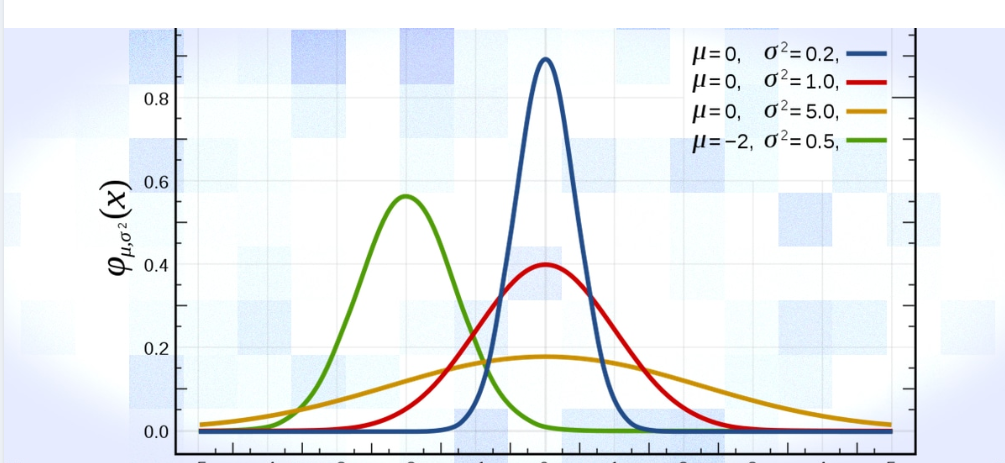 μ=0, σ²=0.2,
μ=0, σ²=1.0,
μ=0, σ²=5.0,
μ=−2, σ²=0.5,
φμ,σ²(x)
0.8
0.6
0.4
0.2
0.0